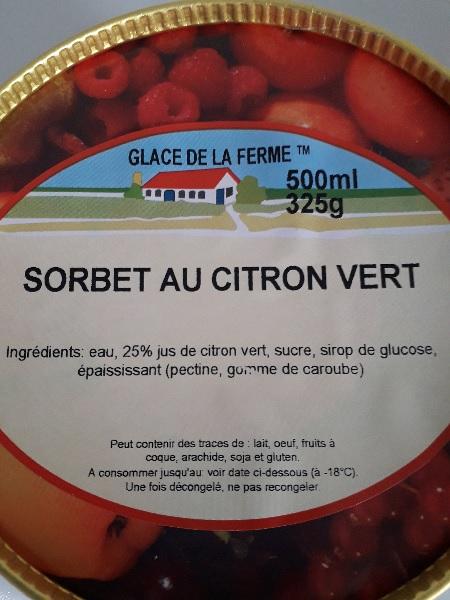 GLACE DE LA FERME ™
500ml
325g
SORBET AU CITRON VERT
Ingrédients: eau, 25% jus de citron vert, sucre, sirop de glucose,
épaississant (pectine, gomme de caroube)
Peut contenir des traces de : lait, oeuf, fruits à
coque, arachide, soja et gluten.
A consommer jusqu'au: voir date ci-dessous (à -18°C).
Une fois décongelé, ne pas recongeler.